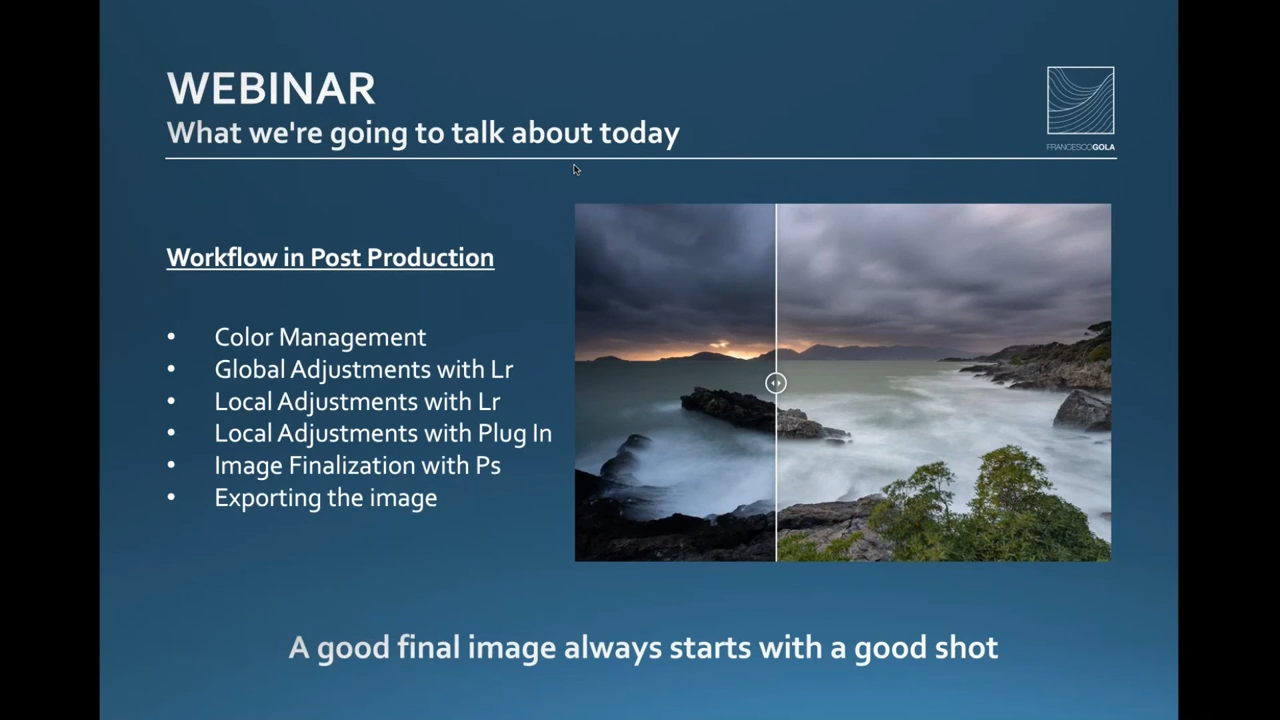 WEBINAR
What we're going to talk about today
FRANCESCOGOLA
Workflow in Post Production
• Color Management
• Global Adjustments with Lr
• Local Adjustments with Lr
• Local Adjustments with Plug In
• Image Finalization with Ps
• Exporting the image
A good final image always starts with a good shot